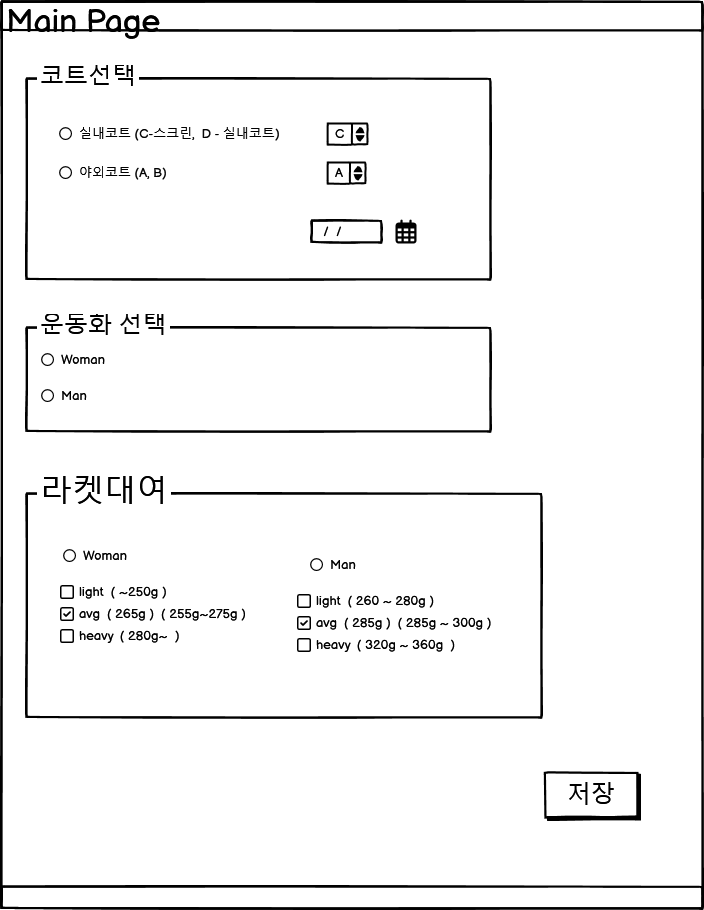 Main Page
코트선택
실내코트 (C-스크린, D - 실내코트) C
야외코트 (A, B) A
/ /
운동화 선택
Woman
Man
라켓대여
Woman
light ( ~250g )
avg ( 265g ) ( 255g~275g )
heavy ( 280g~ )
Man
light ( 260 ~ 280g )
avg ( 285g ) ( 285g ~ 300g )
heavy ( 320g ~ 360g )
저장